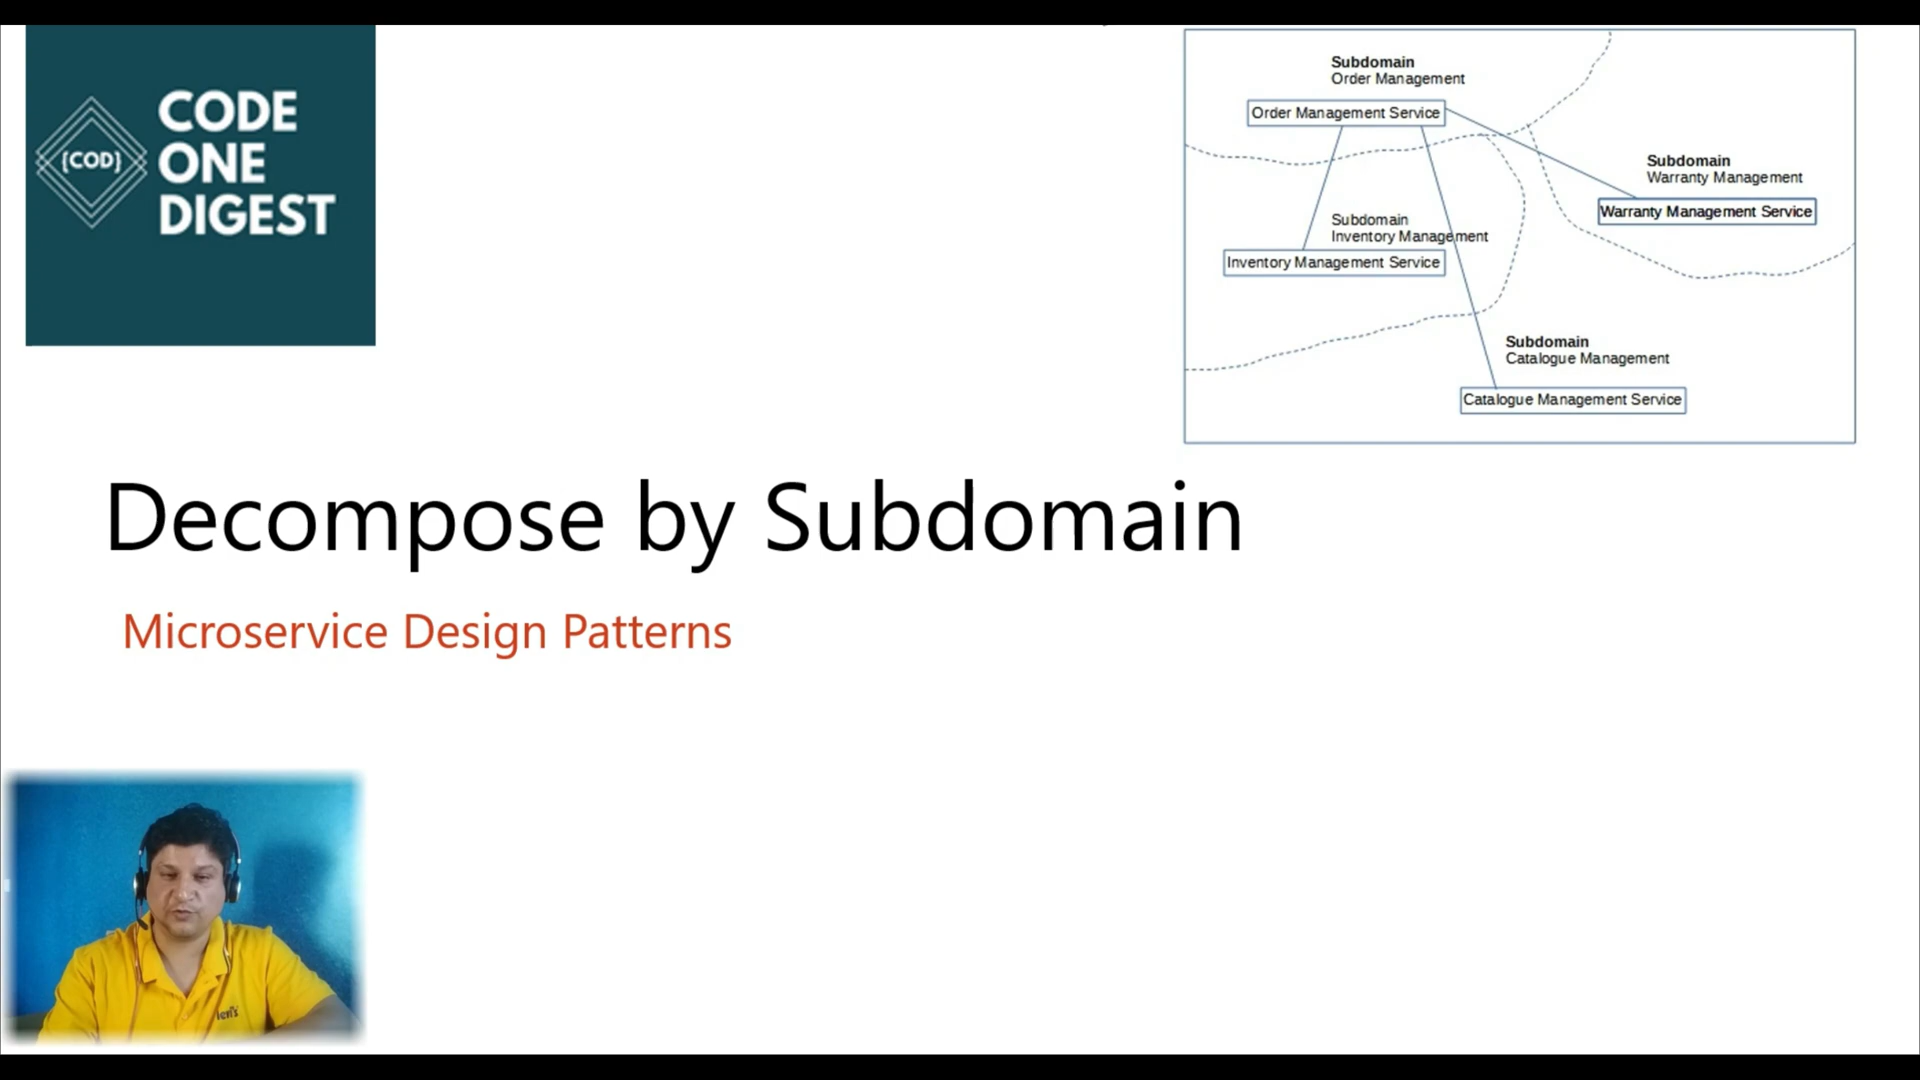 CODE
ONE
DIGEST
{COD}
Subdomain
Order Management
Order Management Service
Subdomain
Warranty Management
Warranty Management Service
Subdomain
Inventory Management
Inventory Management Service
Subdomain
Catalogue Management
Catalogue Management Service
Decompose by Subdomain
Microservice Design Patterns